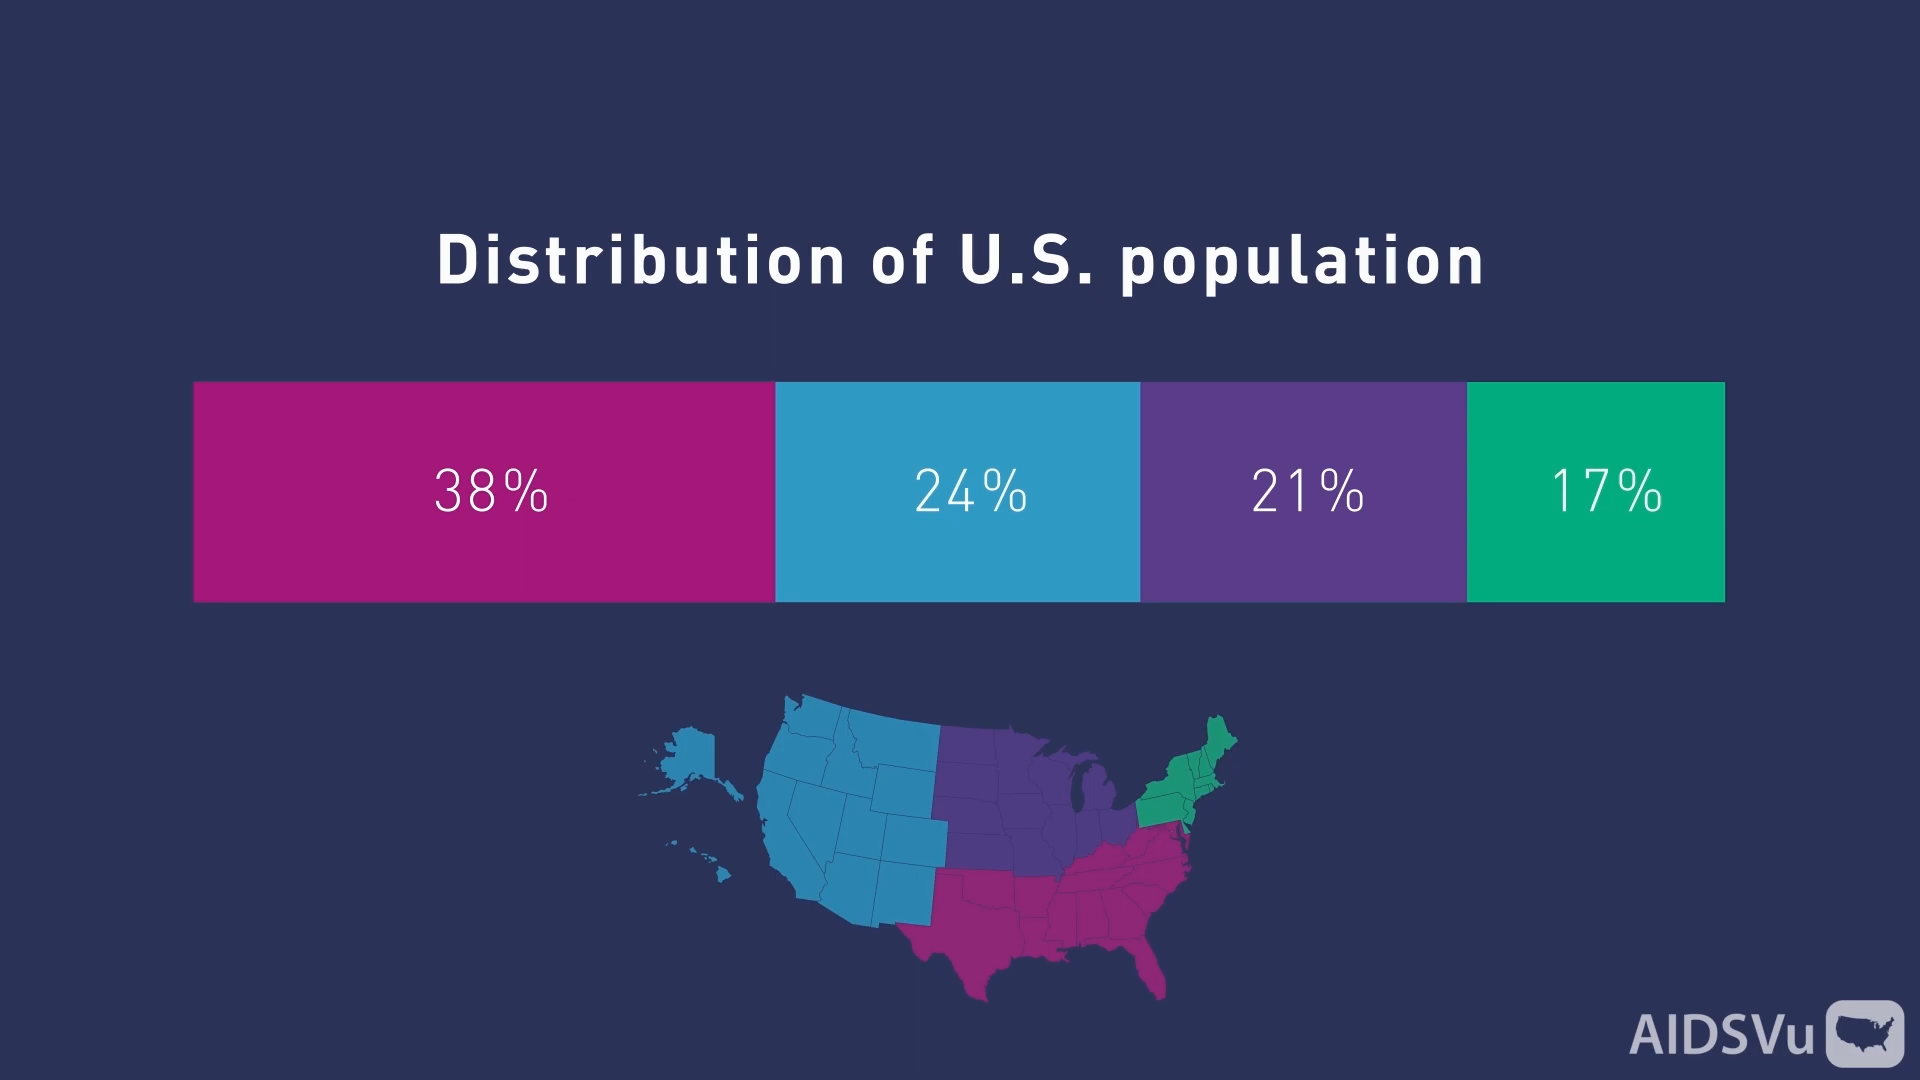 Distribution of U.S. population
38% 24% 21% 17%
AIDSVu